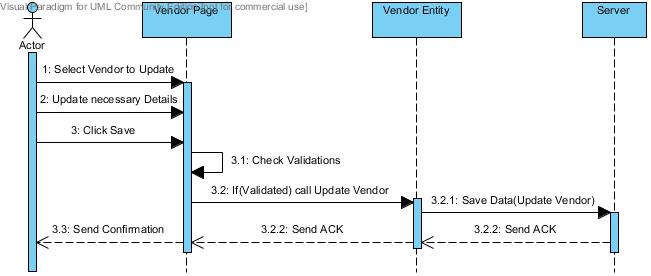 Visual Paradigm for UML Community Edition [not for commercial use]
Vendor Page
Vendor Entity
Server
Actor
1: Select Vendor to Update
2: Update necessary Details
3: Click Save
3.1: Check Validations
3.2: If(Validated) call Update Vendor
3.2.1: Save Data(Update Vendor)
3.3: Send Confirmation
3.2.2: Send ACK
3.2.2: Send ACK